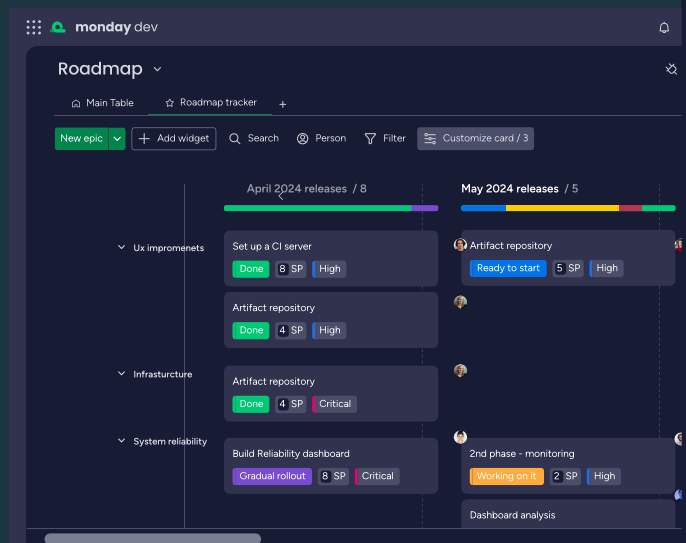 monday dev
Roadmap
Main Table
Roadmap tracker
+
New epic
Add widget
Search
Person
Filter
Customize card / 3
April 2024 releases / 8
May 2024 releases / 5
Ux impromenets
Set up a CI server
Done 8 SP High
Artifact repository
Ready to start 5 SP High
Artifact repository
Done 4 SP High
Infrasturcture
Artifact repository
Done 4 SP Critical
System reliability
Build Reliability dashboard
Gradual rollout 8 SP Critical
2nd phase - monitoring
Working on it 2 SP High
Dashboard analysis